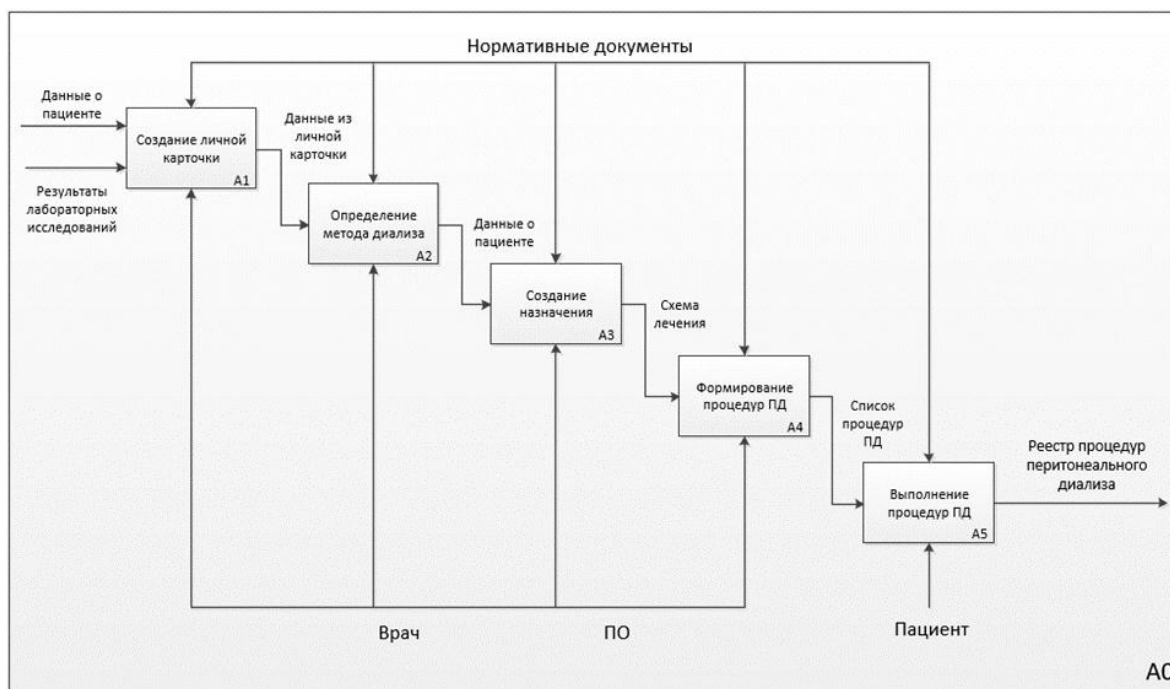 Нормативные документы
Данные о
пациенте
Создание личной
карточки
A1
Результаты
лабораторных
исследований
Данные из
личной
карточки
Определение
метода диализа
A2
Данные о
пациенте
Создание
назначения
A3
Схема
лечения
Формирование
процедур ПД
A4
Список
процедур
ПД
Выполнение
процедур ПД
A5
Реестр процедур
перитонеального
диализа
Врач
ПО
Пациент
A0